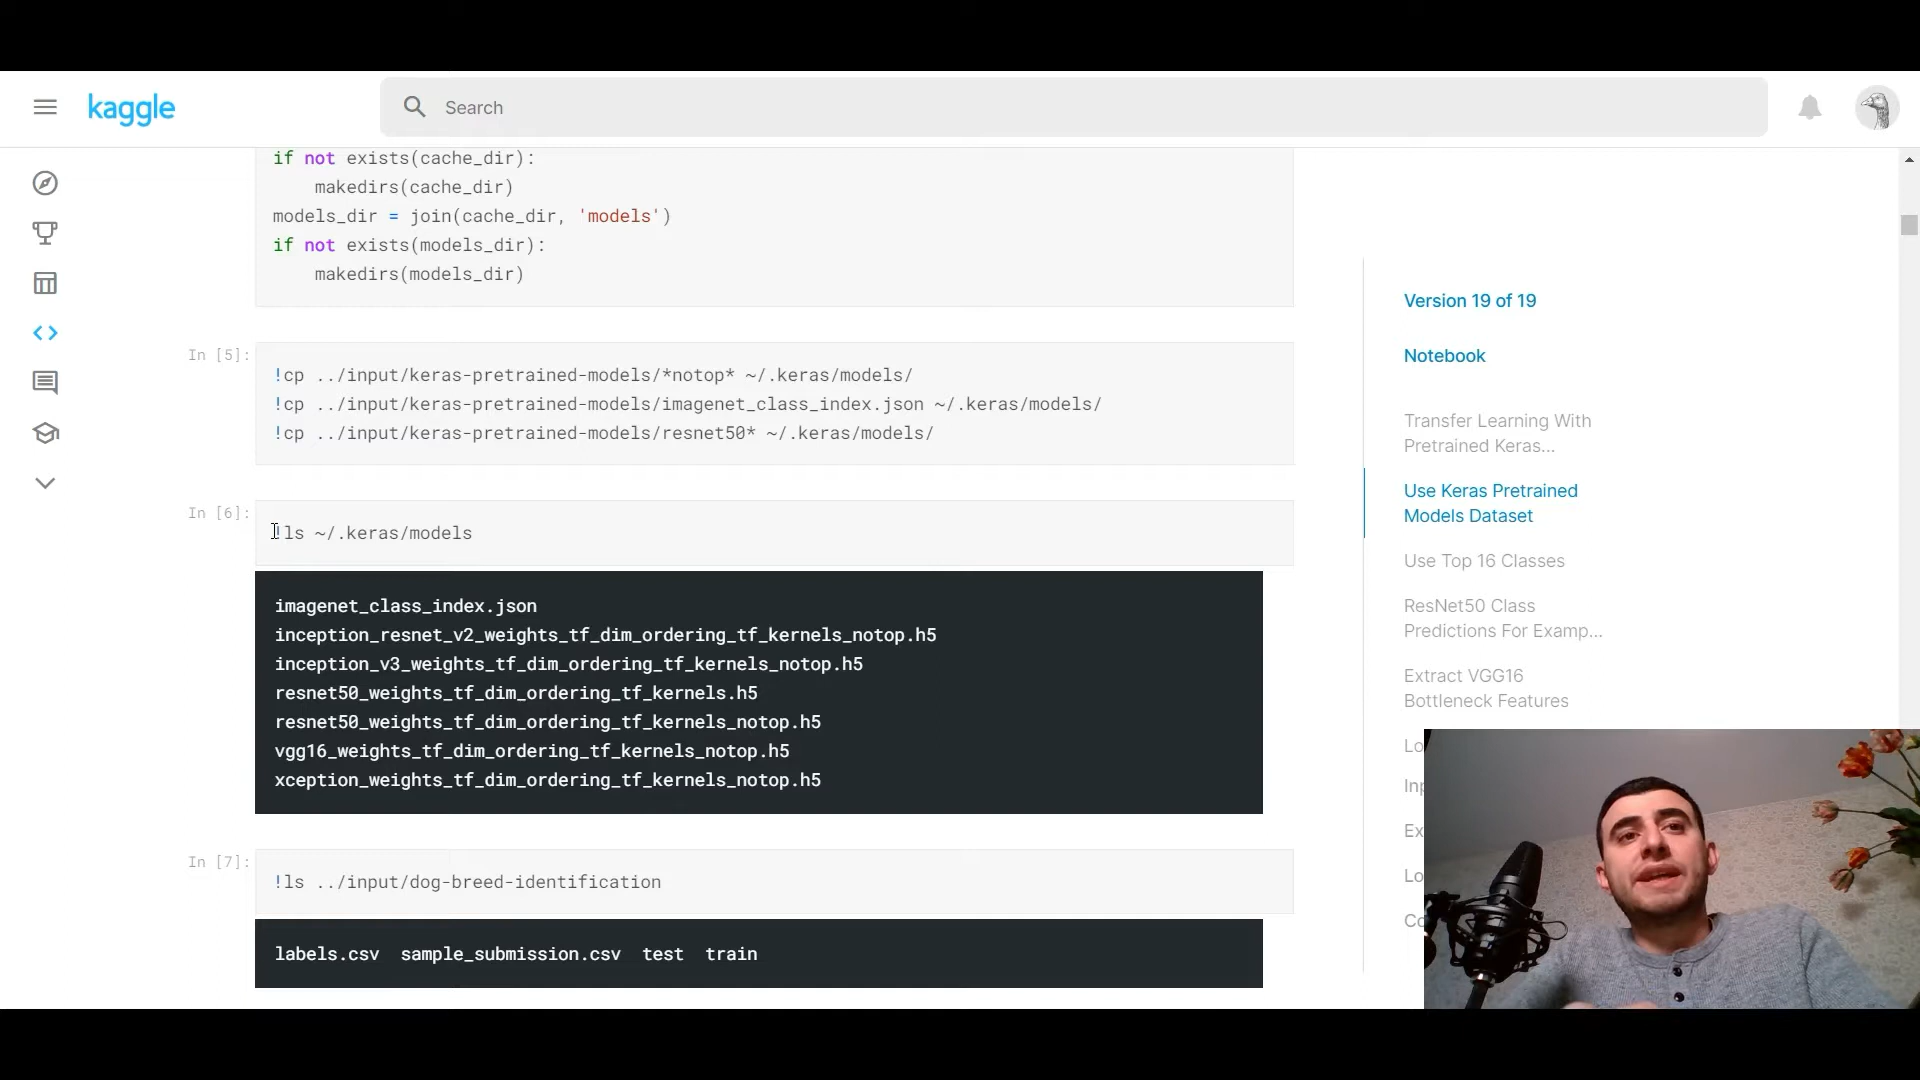 kaggle
Search
if not exists(cache_dir):
    makedirs(cache_dir)
models_dir = join(cache_dir, 'models')
if not exists(models_dir):
    makedirs(models_dir)
In [5]:
!cp ../input/keras-pretrained-models/*notop* ~/.keras/models/
!cp ../input/keras-pretrained-models/imagenet_class_index.json ~/.keras/models/
!cp ../input/keras-pretrained-models/resnet50* ~/.keras/models/
In [6]:
!ls ~/.keras/models
imagenet_class_index.json
inception_resnet_v2_weights_tf_dim_ordering_tf_kernels_notop.h5
inception_v3_weights_tf_dim_ordering_tf_kernels_notop.h5
resnet50_weights_tf_dim_ordering_tf_kernels.h5
resnet50_weights_tf_dim_ordering_tf_kernels_notop.h5
vgg16_weights_tf_dim_ordering_tf_kernels_notop.h5
xception_weights_tf_dim_ordering_tf_kernels_notop.h5
In [7]:
!ls ../input/dog-breed-identification
labels.csv  sample_submission.csv  test  train
Version 19 of 19
Notebook
Transfer Learning With
Pretrained Keras...
Use Keras Pretrained
Models Dataset
Use Top 16 Classes
ResNet50 Class
Predictions For Examp...
Extract VGG16
Bottleneck Features